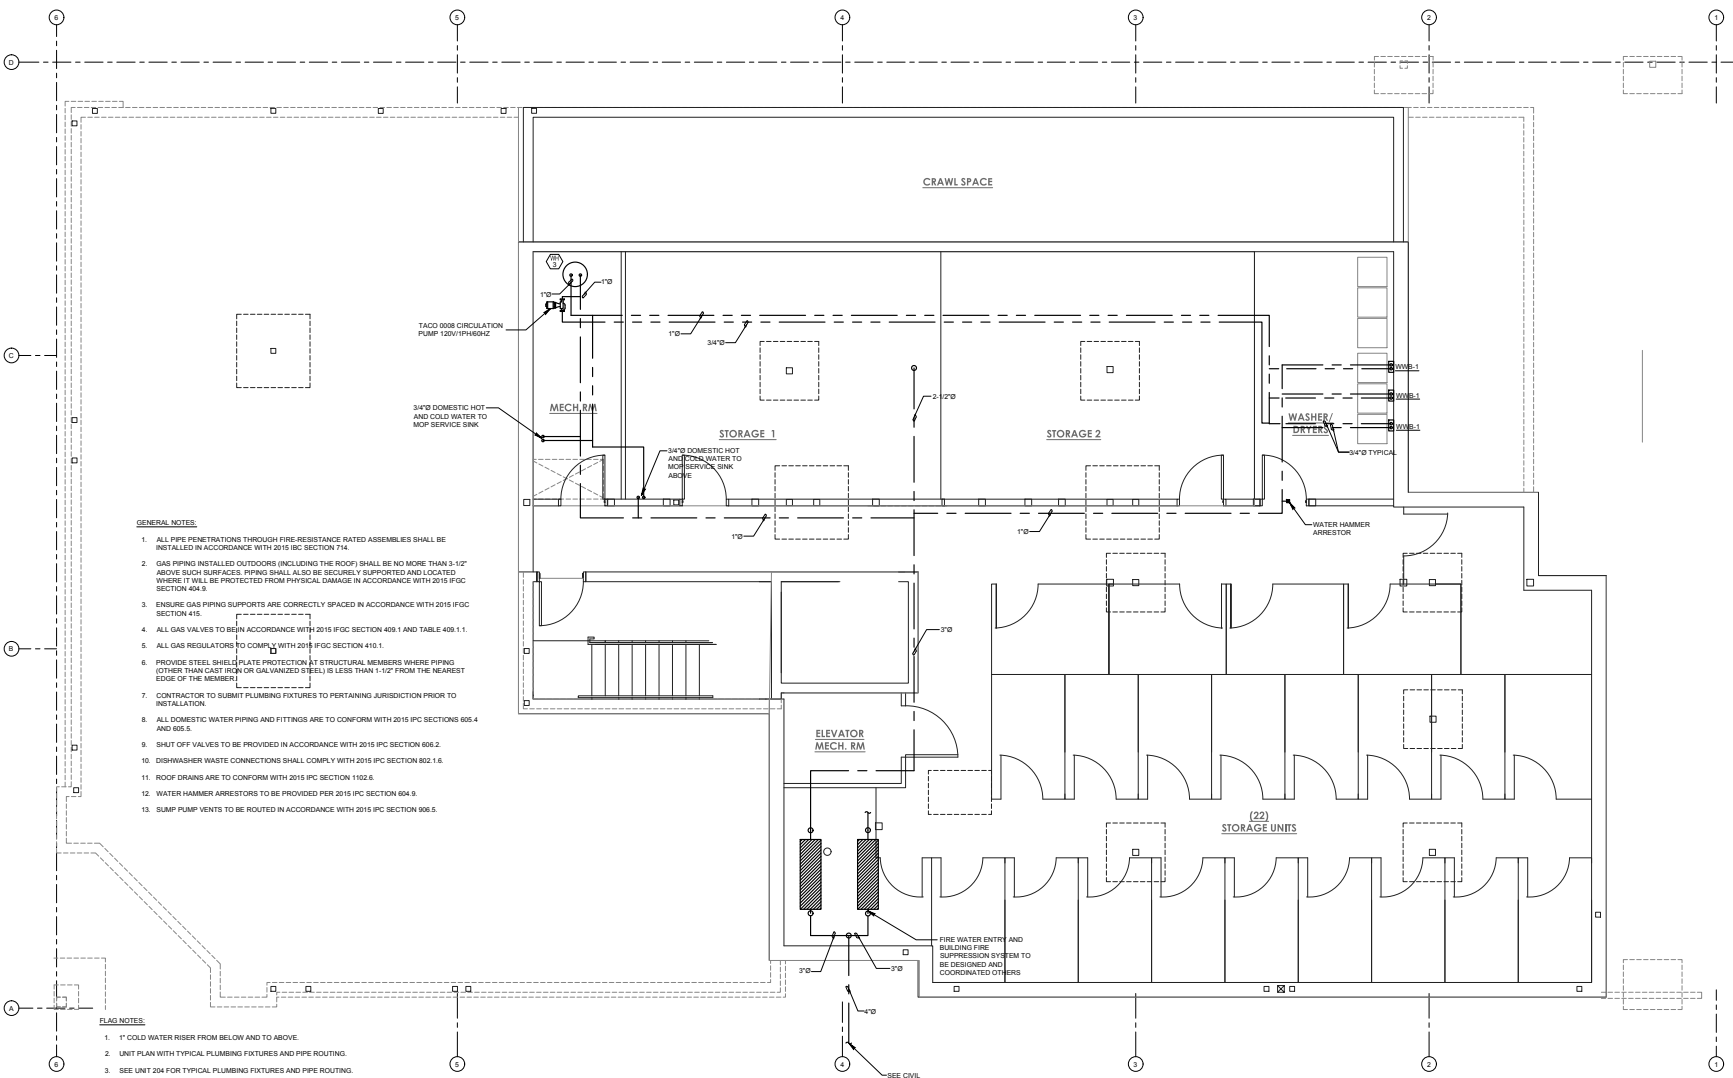 6
5
4
3
2
1
D
CRAWL SPACE
WH
3
1"Ø
1"Ø
TACO 0008 CIRCULATION
PUMP 120V/1PH/60HZ
1"Ø
3/4"Ø
C
WWB-1
2-1/2"Ø
WWB-1
3/4"Ø DOMESTIC HOT
AND COLD WATER TO
MOP SERVICE SINK
MECH RM
STORAGE 1
STORAGE 2
WASHER/
DRYERS
WWB-1
3/4"Ø DOMESTIC HOT
AND COLD WATER TO
MOP SERVICE SINK
ABOVE
3/4"Ø TYPICAL
1"Ø
1"Ø
WATER HAMMER
ARRESTOR
GENERAL NOTES:
1. ALL PIPE PENETRATIONS THROUGH FIRE-RESISTANCE RATED ASSEMBLIES SHALL BE
INSTALLED IN ACCORDANCE WITH 2015 IBC SECTION 714.
2. GAS PIPING INSTALLED OUTDOORS (INCLUDING THE ROOF) SHALL BE NO MORE THAN 3-1/2"
ABOVE SUCH SURFACES. PIPING SHALL ALSO BE SECURELY SUPPORTED AND LOCATED
WHERE IT WILL BE PROTECTED FROM PHYSICAL DAMAGE IN ACCORDANCE WITH 2015 IFGC
SECTION 404.9.
3. ENSURE GAS PIPING SUPPORTS ARE CORRECTLY SPACED IN ACCORDANCE WITH 2015 IFGC
SECTION 415.
4. ALL GAS VALVES TO BE IN ACCORDANCE WITH 2015 IFGC SECTION 409.1 AND TABLE 409.1.1.
5. ALL GAS REGULATORS TO COMPLY WITH 2015 IFGC SECTION 410.1.
6. PROVIDE STEEL SHIELD PLATE PROTECTION AT STRUCTURAL MEMBERS WHERE PIPING
(OTHER THAN CAST IRON OR GALVANIZED STEEL) IS LESS THAN 1-1/2" FROM THE NEAREST
EDGE OF THE MEMBER.
7. CONTRACTOR TO SUBMIT PLUMBING FIXTURES TO PERTAINING JURISDICTION PRIOR TO
INSTALLATION.
8. ALL DOMESTIC WATER PIPING AND FITTINGS ARE TO CONFORM WITH 2015 IPC SECTIONS 605.4
AND 605.5.
9. SHUT OFF VALVES TO BE PROVIDED IN ACCORDANCE WITH 2015 IPC SECTION 606.2.
10. DISHWASHER WASTE CONNECTIONS SHALL COMPLY WITH 2015 IPC SECTION 802.1.6.
11. ROOF DRAINS ARE TO CONFORM WITH 2015 IPC SECTION 1102.6.
12. WATER HAMMER ARRESTORS TO BE PROVIDED PER 2015 IPC SECTION 604.9.
13. SUMP PUMP VENTS TO BE ROUTED IN ACCORDANCE WITH 2015 IPC SECTION 906.5.
B
3"Ø
ELEVATOR
MECH. RM
(22)
STORAGE UNITS
FIRE WATER ENTRY AND
BUILDING FIRE
SUPPRESSION SYSTEM TO
BE DESIGNED AND
COORDINATED OTHERS
3"Ø
3"Ø
4"Ø
SEE CIVIL
A
FLAG NOTES:
1. 1" COLD WATER RISER FROM BELOW AND TO ABOVE.
2. UNIT PLAN WITH TYPICAL PLUMBING FIXTURES AND PIPE ROUTING.
3. SEE UNIT 204 FOR TYPICAL PLUMBING FIXTURES AND PIPE ROUTING.
6
5
4
3
2
1